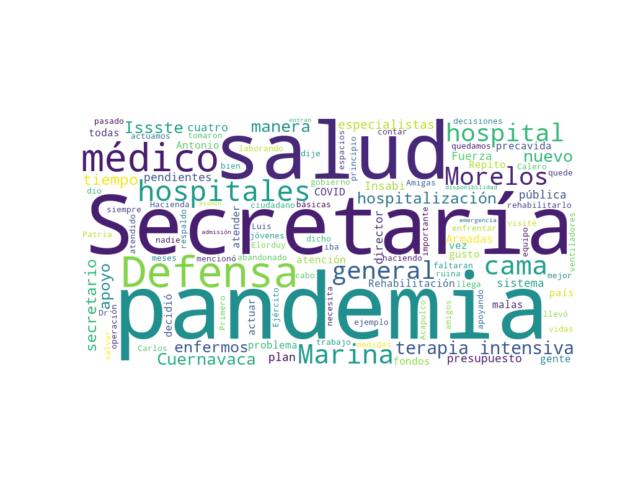 pasado
entran
decisiones
Issste cuatro manera especialistas hospital
todas actuamos tomaron contar
Antonio laborando espacios principio quedamos precavida
médico salud Fuerza nuevo
bien dije Repito
tiempo pendientes gobierno COVID Insabi Amigas Morelos
dio hospitales hospitalización pública quede
siempre Hacienda ciudadano básicas disponibilidad rehabilitarlo
Secretaría
Patria atendido respaldo Luis jóvenes dicho enfrentar Armadas emergencia visite equipo
nadie admisión atender Elorduy iba director importante vez gusto Calero mejor
meses mencionó abandonado atención haciendo faltaran ventiladores
Defensa general cama
secretario apoyo cabo ruina llega sistema país
Rehabilitación
pandemia
Dr operación decidió Primero actuar Ejército necesita ejemplo Acapulco amigos apoyando malas llevó vidas
salvar Carlos enfermos problema trabajo medidas terapia intensiva
Cuernavaca plan Marina fondos presupuesto gente